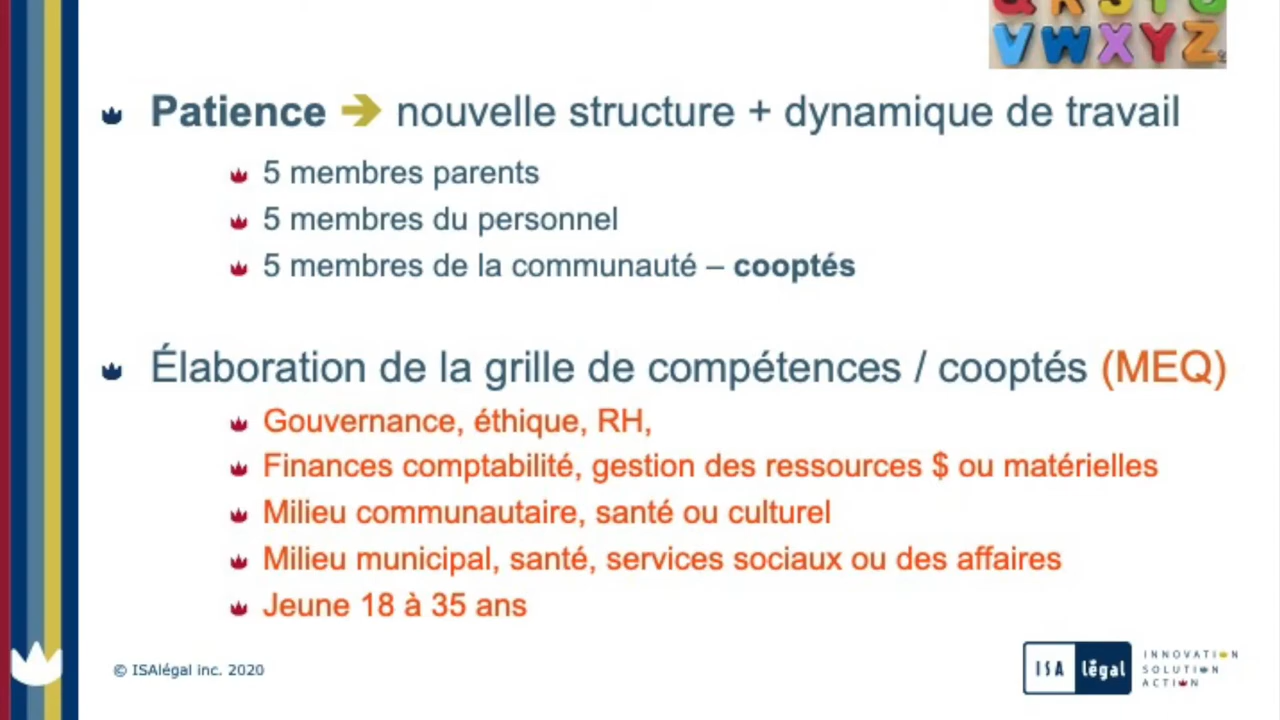 Q R S T U
V W X Y Z
Patience ➔ nouvelle structure + dynamique de travail
5 membres parents
5 membres du personnel
5 membres de la communauté – cooptés
Élaboration de la grille de compétences / cooptés (MEQ)
Gouvernance, éthique, RH,
Finances comptabilité, gestion des ressources $ ou matérielles
Milieu communautaire, santé ou culturel
Milieu municipal, santé, services sociaux ou des affaires
Jeune 18 à 35 ans
© ISAlégal inc. 2020
ISA légal
INNOVATION
SOLUTION
ACTION